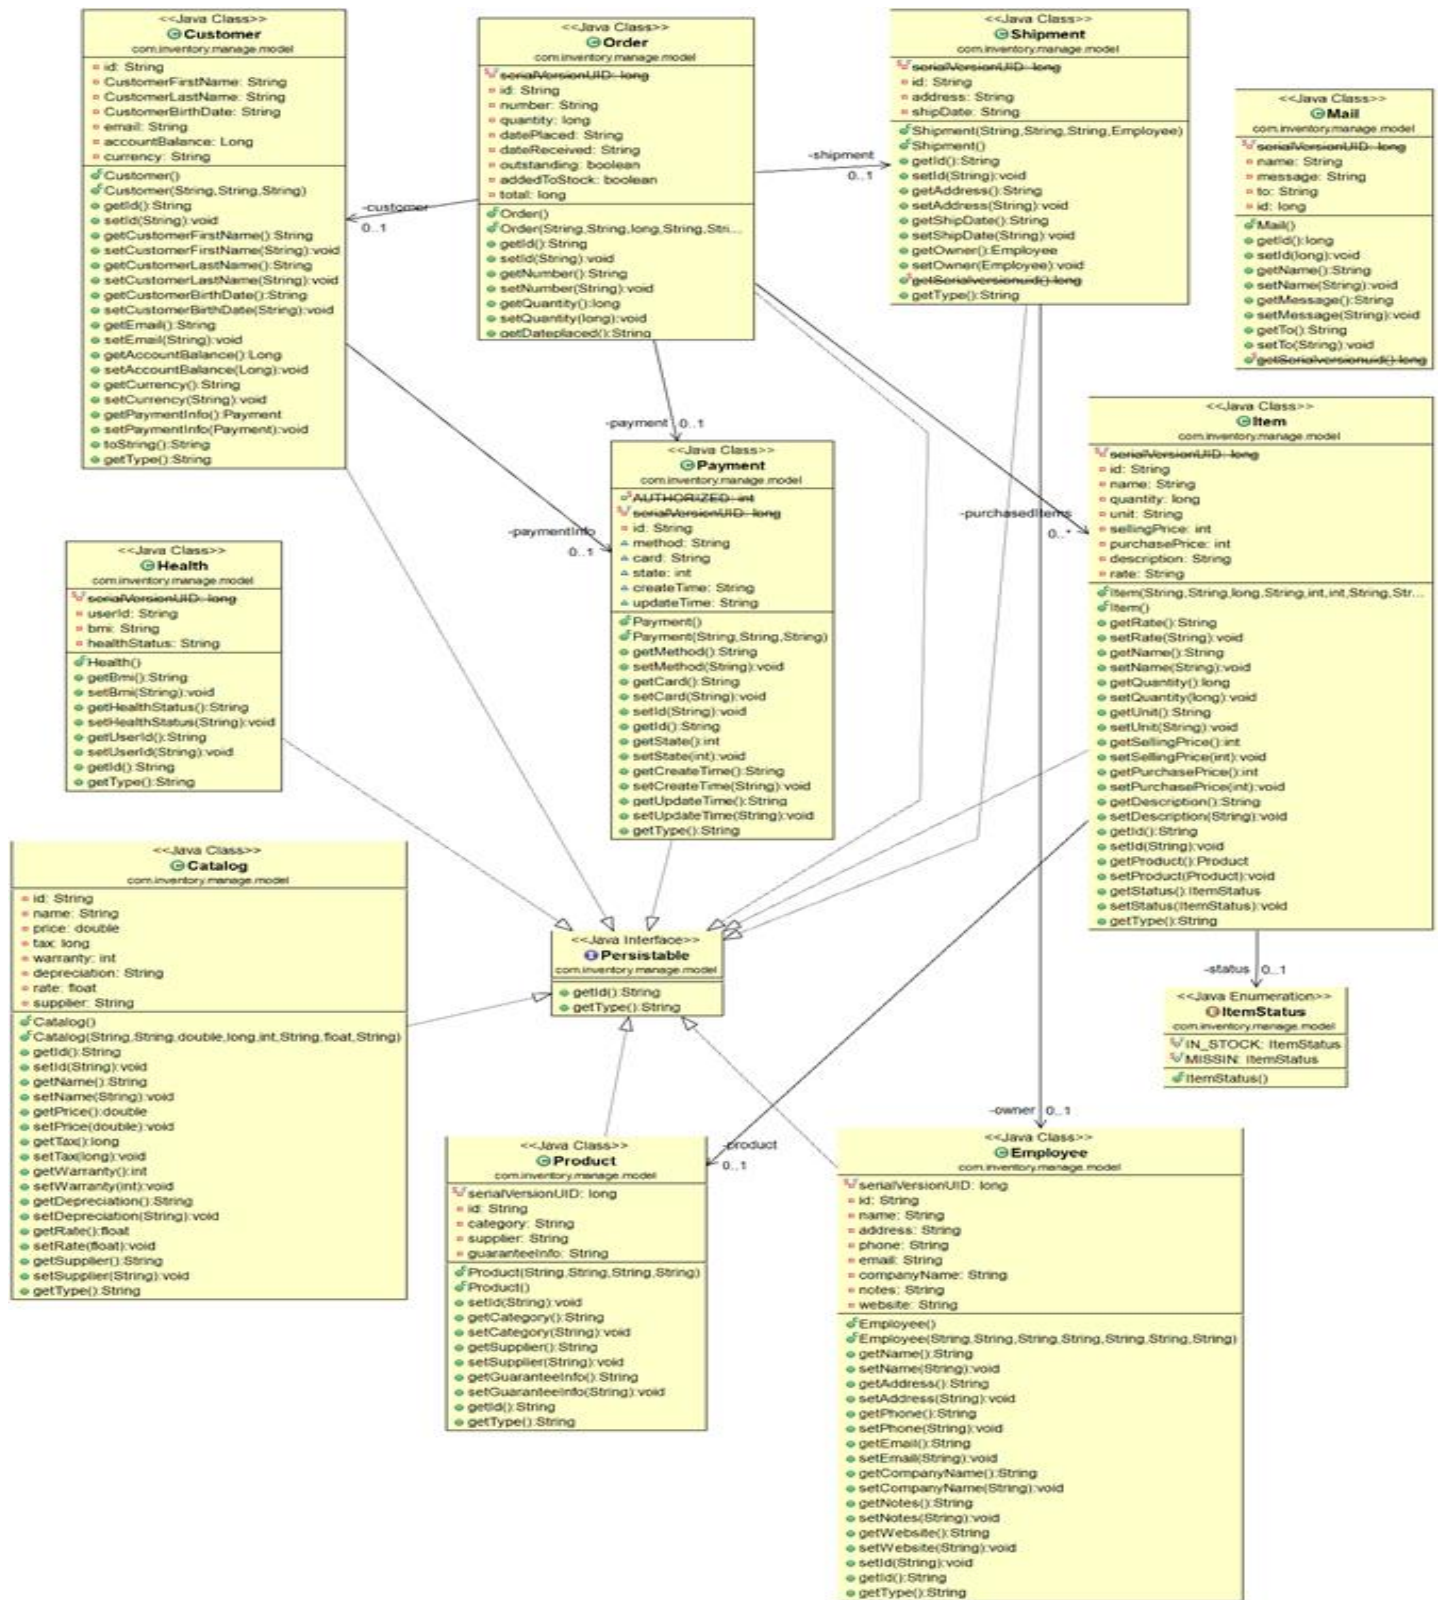 <<Java Class>>
Customer
com.inventory.manage.model
id: String
CustomerFirstName: String
CustomerLastName: String
CustomerBirthDate: String
email: String
accountBalance: Long
currency: String
Customer()
Customer(String,String,String)
getId():String
setId(String):void
getCustomerFirstName():String
setCustomerFirstName(String):void
getCustomerLastName():String
setCustomerLastName(String):void
getCustomerBirthDate():String
setCustomerBirthDate(String):void
getEmail():String
setEmail(String):void
getAccountBalance():Long
setAccountBalance(Long):void
getCurrency():String
setCurrency(String):void
getPaymentInfo():Payment
setPaymentInfo(Payment):void
toString():String
getType():String
<<Java Class>>
Order
com.inventory.manage.model
serialVersionUID: long
id: String
number: String
quantity: long
datePlaced: String
dateReceived: String
outstanding: boolean
addedToStock: boolean
total: long
Order()
Order(String,String,long,String,Stri...
getId():String
setId(String):void
getNumber():String
setNumber(String):void
getQuantity():long
setQuantity(long):void
getDateplaced():String
<<Java Class>>
Shipment
com.inventory.manage.model
serialVersionUID: long
id: String
address: String
shipDate: String
Shipment(String,String,String,Employee)
Shipment()
getId():String
setId(String):void
getAddress():String
setAddress(String):void
getShipDate():String
setShipDate(String):void
getOwner():Employee
setOwner(Employee):void
getSerialversionuid():long
getType():String
<<Java Class>>
Mail
com.inventory.manage.model
serialVersionUID: long
name: String
message: String
to: String
id: long
Mail()
getId():long
setId(long):void
getName():String
setName(String):void
getMessage():String
setMessage(String):void
getTo():String
setTo(String):void
getSerialversionuid():long
-customer
0..1
-shipment
0..1
-payment
0..1
-paymentInfo
0..1
-purchasedItems
0..*
<<Java Class>>
Payment
com.inventory.manage.model
AUTHORIZED: int
serialVersionUID: long
id: String
method: String
card: String
state: int
createTime: String
updateTime: String
Payment()
Payment(String,String,String)
getMethod():String
setMethod(String):void
getCard():String
setCard(String):void
setId(String):void
getId():String
getState():int
setState(int):void
getCreateTime():String
setCreateTime(String):void
getUpdateTime():String
setUpdateTime(String):void
getType():String
<<Java Class>>
Item
com.inventory.manage.model
serialVersionUID: long
id: String
name: String
quantity: long
unit: String
sellingPrice: int
purchasePrice: int
description: String
rate: String
Item(String,String,long,String,int,int,String,Str...
Item()
getRate():String
setRate(String):void
getName():String
setName(String):void
getQuantity():long
setQuantity(long):void
getUnit():String
setUnit(String):void
getSellingPrice():int
setSellingPrice(int):void
getPurchasePrice():int
setPurchasePrice(int):void
getDescription():String
setDescription(String):void
getId():String
setId(String):void
getProduct():Product
setProduct(Product):void
getStatus():ItemStatus
setStatus(ItemStatus):void
getType():String
<<Java Class>>
Health
com.inventory.manage.model
serialVersionUID: long
userId: String
bmi: String
healthStatus: String
Health()
getBmi():String
setBmi(String):void
getHealthStatus():String
setHealthStatus(String):void
getUserId():String
setUserId(String):void
getId():String
getType():String
<<Java Class>>
Catalog
com.inventory.manage.model
id: String
name: String
price: double
tax: long
warranty: int
depreciation: String
rate: float
supplier: String
Catalog()
Catalog(String,String,double,long,int,String,float,String)
getId():String
setId(String):void
getName():String
setName(String):void
getPrice():double
setPrice(double):void
getTax():long
setTax(long):void
getWarranty():int
setWarranty(int):void
getDepreciation():String
setDepreciation(String):void
getRate():float
setRate(float):void
getSupplier():String
setSupplier(String):void
getType():String
<<Java Interface>>
Persistable
com.inventory.manage.model
getId():String
getType():String
-status
0..1
<<Java Enumeration>>
ItemStatus
com.inventory.manage.model
IN_STOCK: ItemStatus
MISSIN: ItemStatus
ItemStatus()
-product
0..1
-owner
0..1
<<Java Class>>
Product
com.inventory.manage.model
serialVersionUID: long
id: String
category: String
supplier: String
guaranteeInfo: String
Product(String,String,String,String)
Product()
setId(String):void
getCategory():String
setCategory(String):void
getSupplier():String
setSupplier(String):void
getGuaranteeInfo():String
setGuaranteeInfo(String):void
getId():String
getType():String
<<Java Class>>
Employee
com.inventory.manage.model
serialVersionUID: long
id: String
name: String
address: String
phone: String
email: String
companyName: String
notes: String
website: String
Employee()
Employee(String,String,String,String,String,String,String)
getName():String
setName(String):void
getAddress():String
setAddress(String):void
getPhone():String
setPhone(String):void
getEmail():String
setEmail(String):void
getCompanyName():String
setCompanyName(String):void
getNotes():String
setNotes(String):void
getWebsite():String
setWebsite(String):void
setId(String):void
getId():String
getType():String